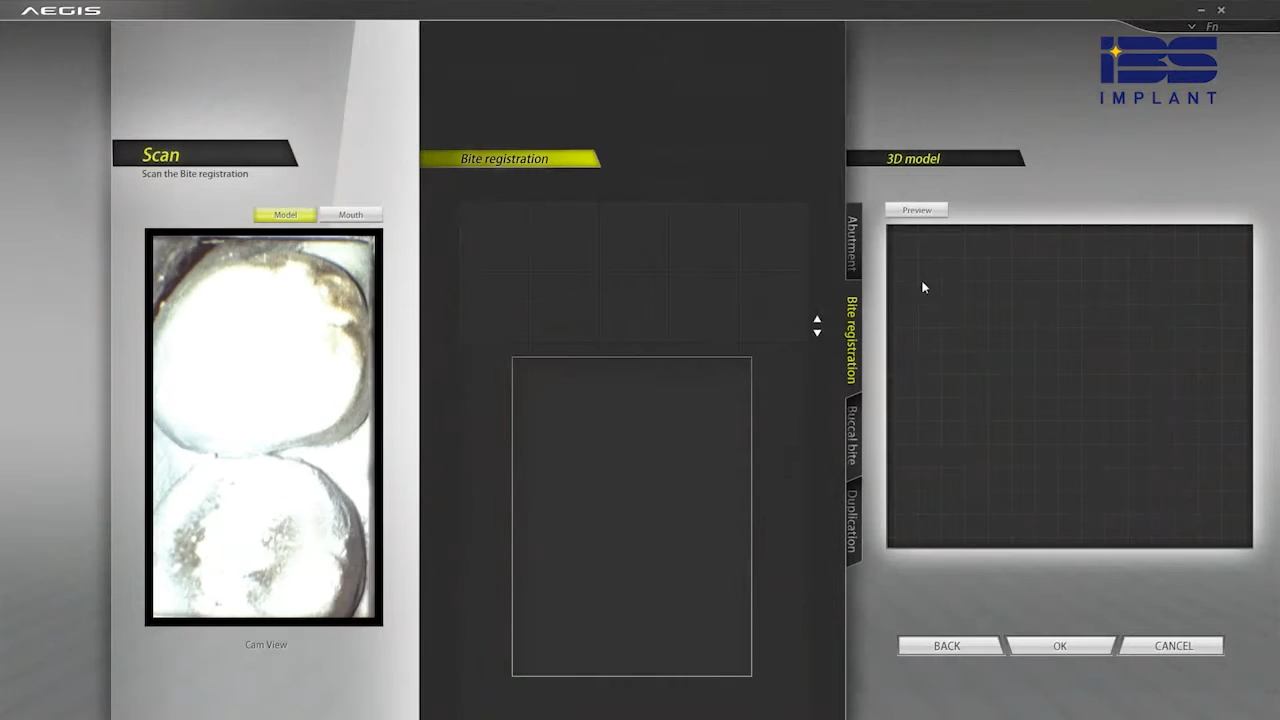 AEGIS
Fn
IBS
IMPLANT
Scan
Scan the Bite registration
Model
Mouth
Cam View
Bite registration
Abutment
Bite registration
Buccal bite
Duplication
3D model
Preview
BACK
OK
CANCEL